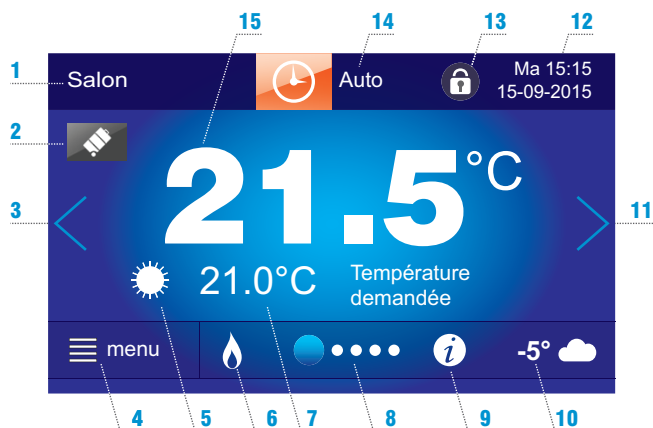 15 14 13 12
1 Salon Auto Ma 15:15
15-09-2015
2
21.5°C
3 11
21.0°C Température
demandée
menu i -5°
4 5 6 7 8 9 10